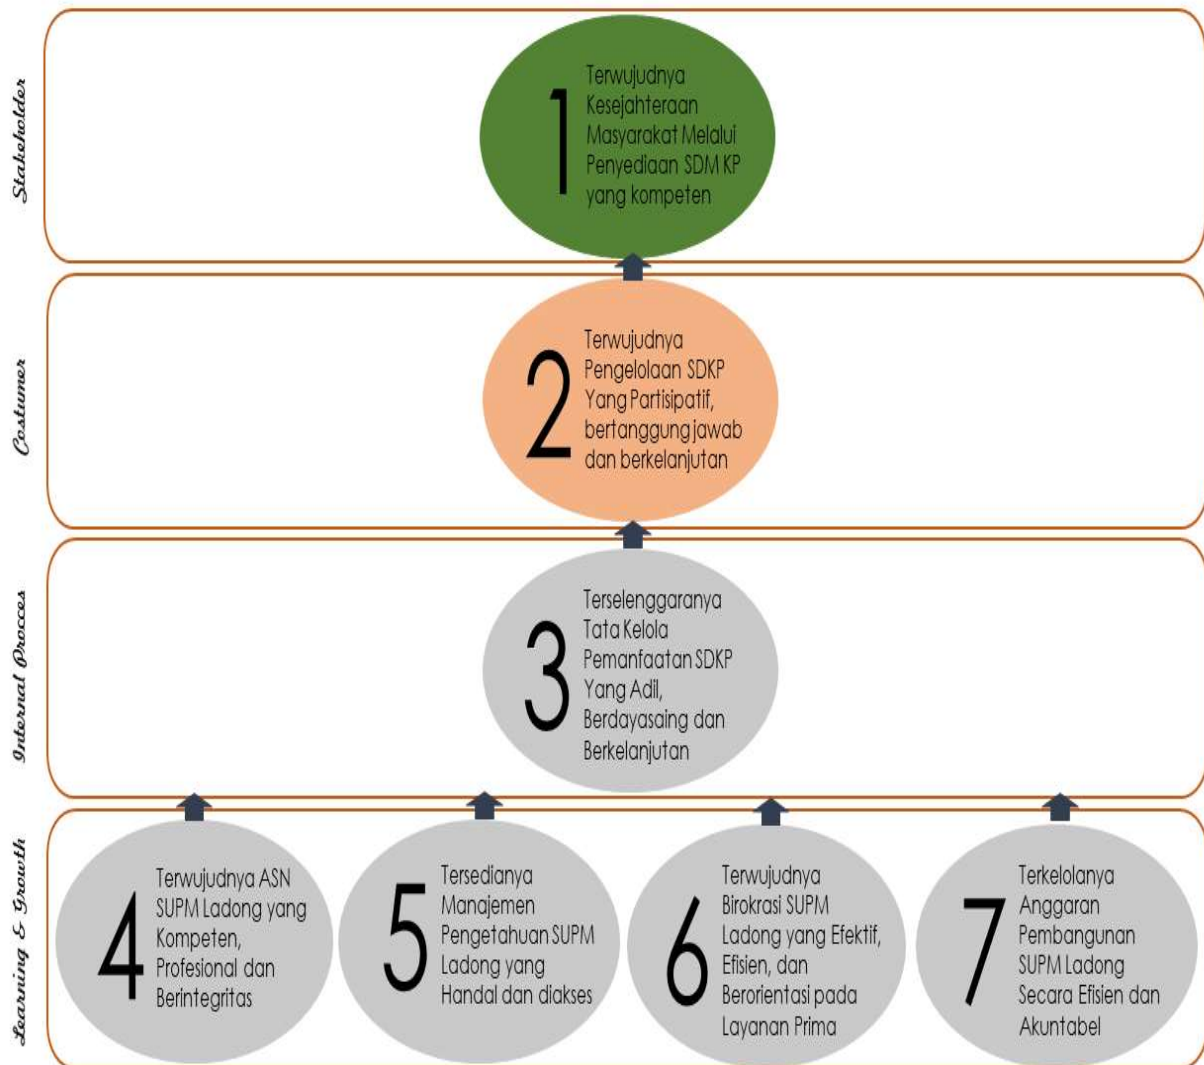 Stakeholder
1
Terwujudnya
Kesejahteraan
Masyarakat Melalui
Penyediaan SDM KP
yang kompeten
Costumer
2
Terwujudnya
Pengelolaan SDKP
Yang Partisipatif,
bertanggung jawab
dan berkelanjutan
Internal Procces
3
Terselenggaranya
Tata Kelola
Pemanfaatan SDKP
Yang Adil,
Berdayasaing dan
Berkelanjutan
Learning & Growth
4
Terwujudnya ASN
SUPM Ladong yang
Kompeten,
Profesional dan
Berintegritas
5
Tersedianya
Manajemen
Pengetahuan SUPM
Ladong yang
Handal dan diakses
6
Terwujudnya
Birokrasi SUPM
Ladong yang Efektif,
Efisien, dan
Berorientasi pada
Layanan Prima
7
Terkelolanya
Anggaran
Pembangunan
SUPM Ladong
Secara Efisien dan
Akuntabel